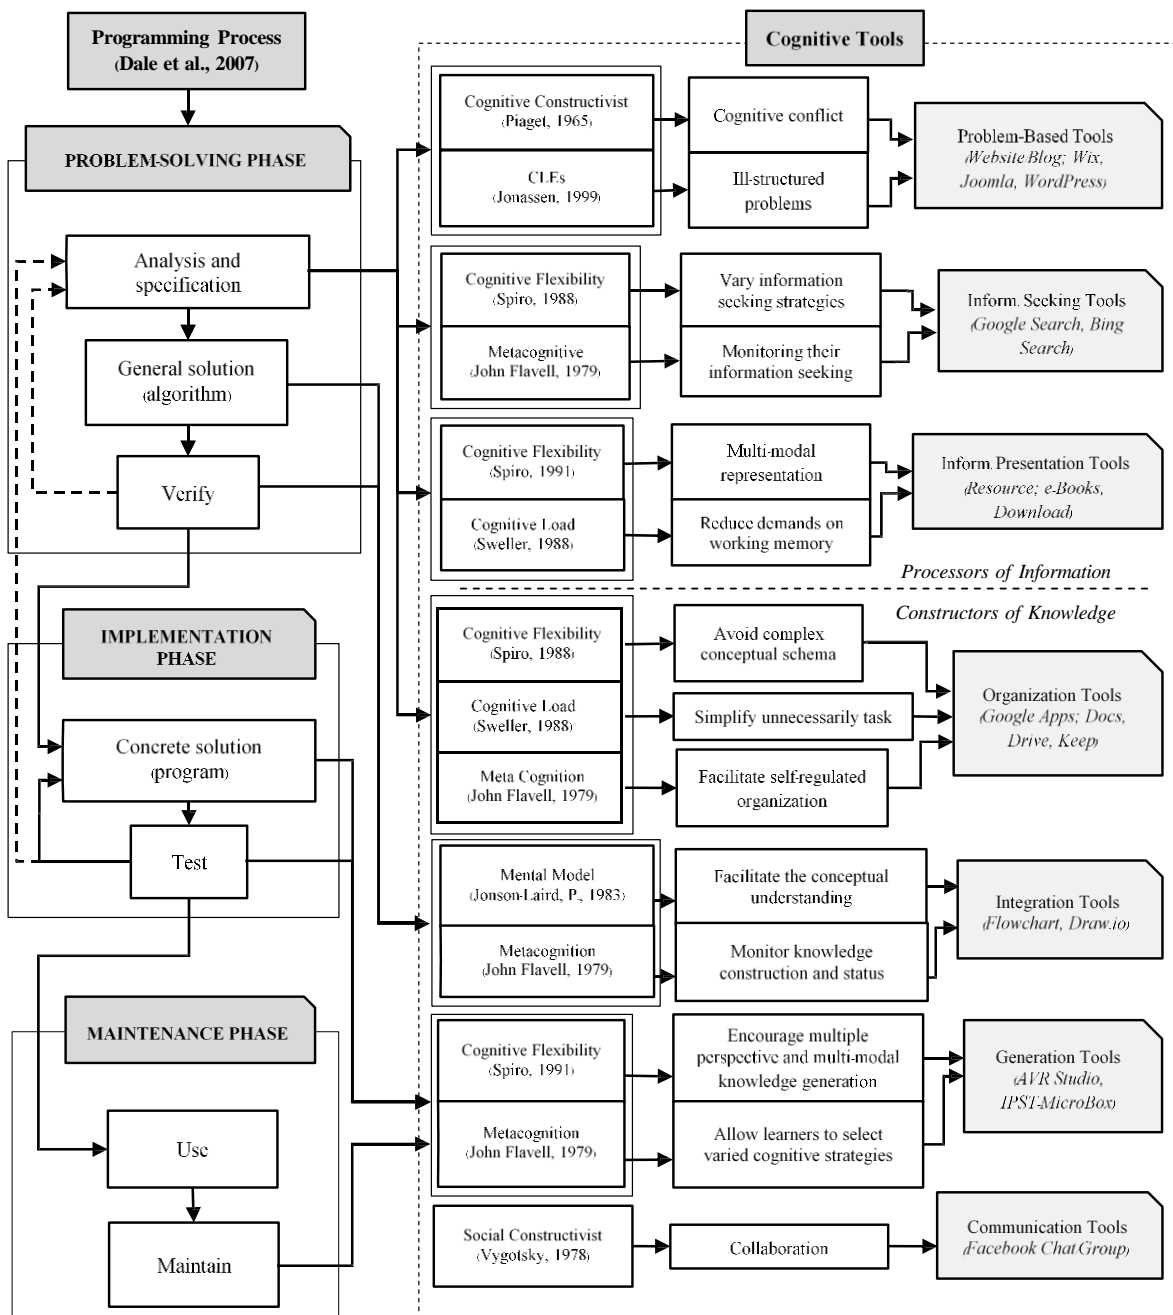 Programming Process
(Dale et al., 2007)
PROBLEM-SOLVING PHASE
Analysis and
specification
General solution
(algorithm)
Verify
IMPLEMENTATION
PHASE
Concrete solution
(program)
Test
MAINTENANCE PHASE
Use
Maintain
Cognitive Tools
Cognitive Constructivist
(Piaget, 1965)
CLEs
(Jonassen, 1999)
Cognitive conflict
Ill-structured
problems
Problem-Based Tools
(Website Blog; Wix,
Joomla, WordPress)
Cognitive Flexibility
(Spiro, 1988)
Metacognitive
(John Flavell, 1979)
Vary information
seeking strategies
Monitoring their
information seeking
Inform. Seeking Tools
(Google Search, Bing
Search)
Cognitive Flexibility
(Spiro, 1991)
Cognitive Load
(Sweller, 1988)
Multi-modal
representation
Reduce demands on
working memory
Inform. Presentation Tools
(Resource; e-Books,
Download)
Processors of Information
Constructors of Knowledge
Cognitive Flexibility
(Spiro, 1988)
Cognitive Load
(Sweller, 1988)
Meta Cognition
(John Flavell, 1979)
Avoid complex
conceptual schema
Simplify unnecessarily task
Facilitate self-regulated
organization
Organization Tools
(Google Apps; Docs,
Drive, Keep)
Mental Model
(Jonson-Laird, P., 1983)
Metacognition
(John Flavell, 1979)
Facilitate the conceptual
understanding
Monitor knowledge
construction and status
Integration Tools
(Flowchart, Draw.io)
Cognitive Flexibility
(Spiro, 1991)
Metacognition
(John Flavell, 1979)
Encourage multiple
perspective and multi-modal
knowledge generation
Allow learners to select
varied cognitive strategies
Generation Tools
(AVR Studio,
IPST-MicroBox)
Social Constructivist
(Vygotsky, 1978)
Collaboration
Communication Tools
(Facebook Chat Group)